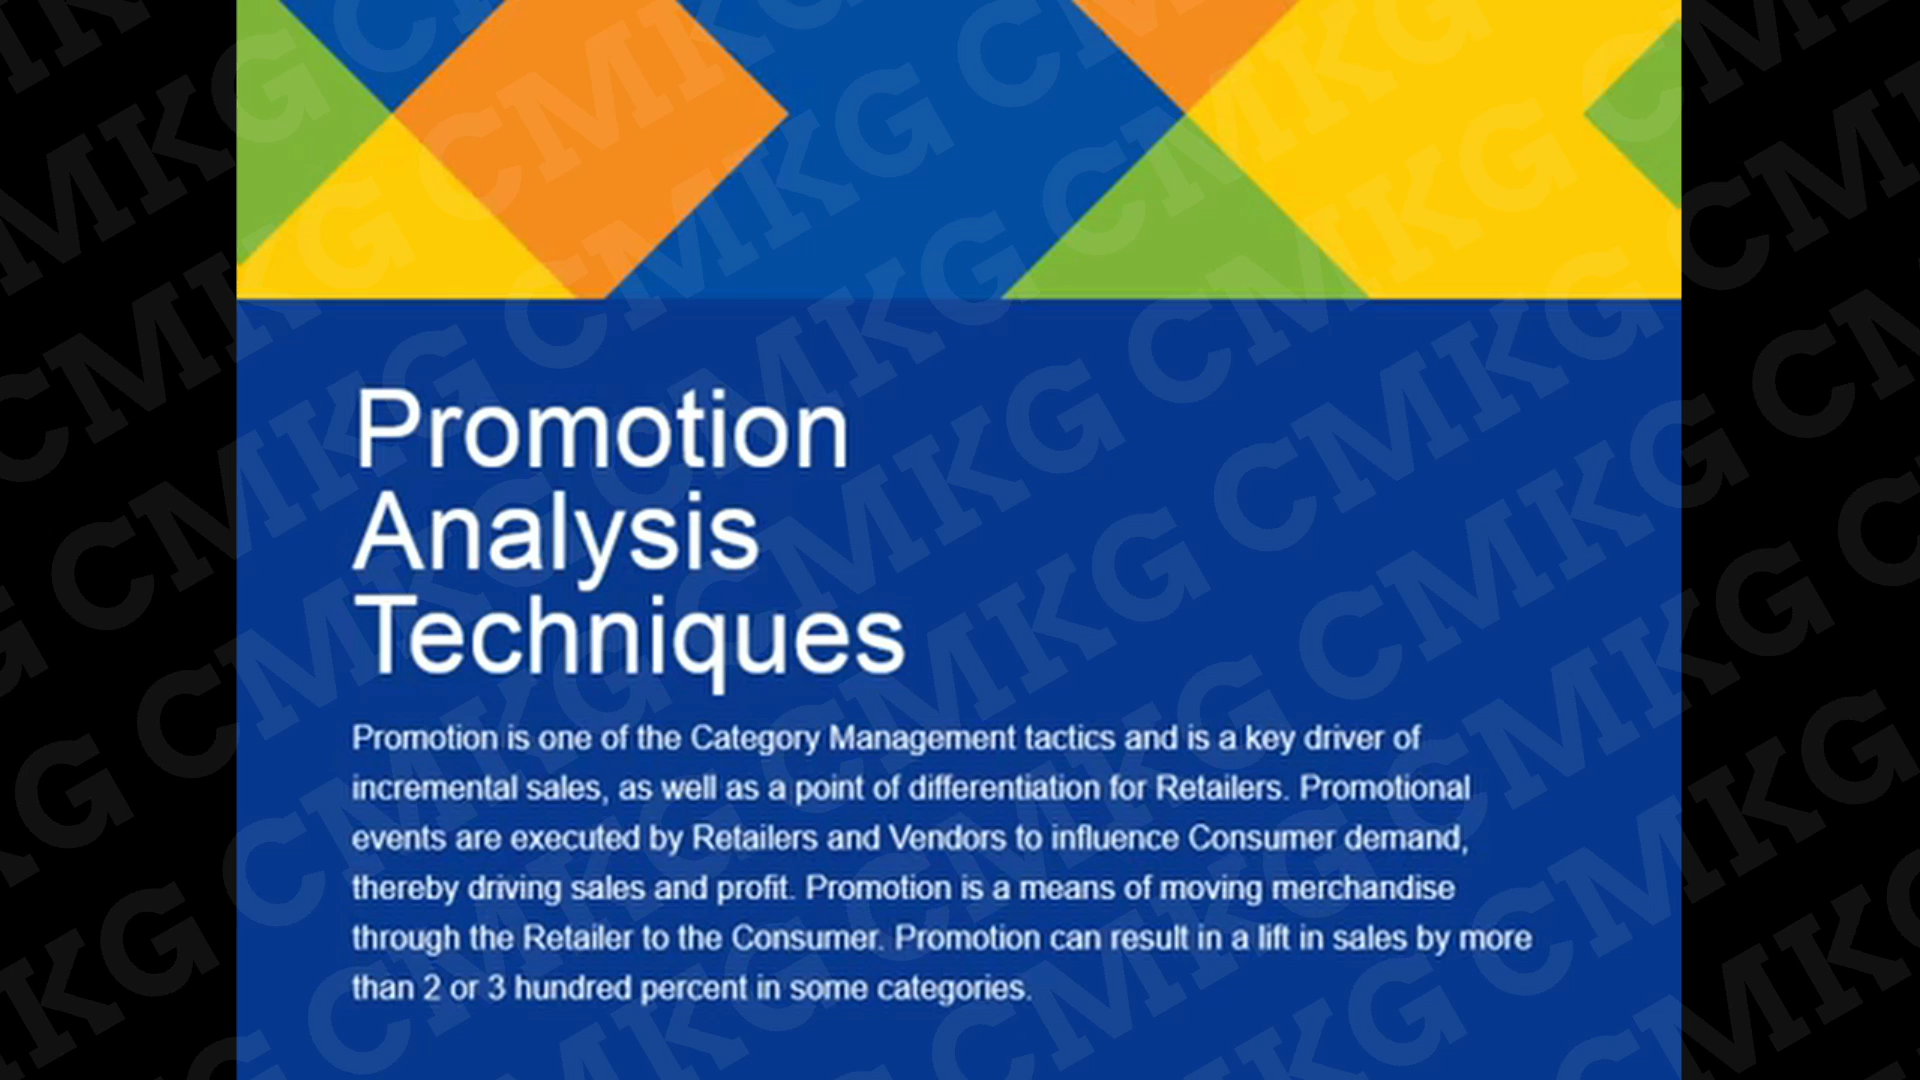 Promotion
Analysis
Techniques
Promotion is one of the Category Management tactics and is a key driver of
incremental sales, as well as a point of differentiation for Retailers. Promotional
events are executed by Retailers and Vendors to influence Consumer demand,
thereby driving sales and profit. Promotion is a means of moving merchandise
through the Retailer to the Consumer. Promotion can result in a lift in sales by more
than 2 or 3 hundred percent in some categories.
CMKG